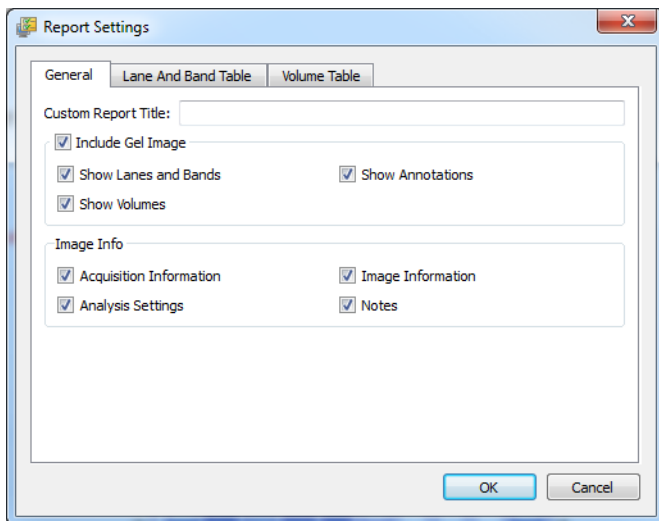 Report Settings
General Lane And Band Table Volume Table
Custom Report Title:
Include Gel Image
Show Lanes and Bands Show Annotations
Show Volumes
Image Info
Acquisition Information Image Information
Analysis Settings Notes
OK Cancel